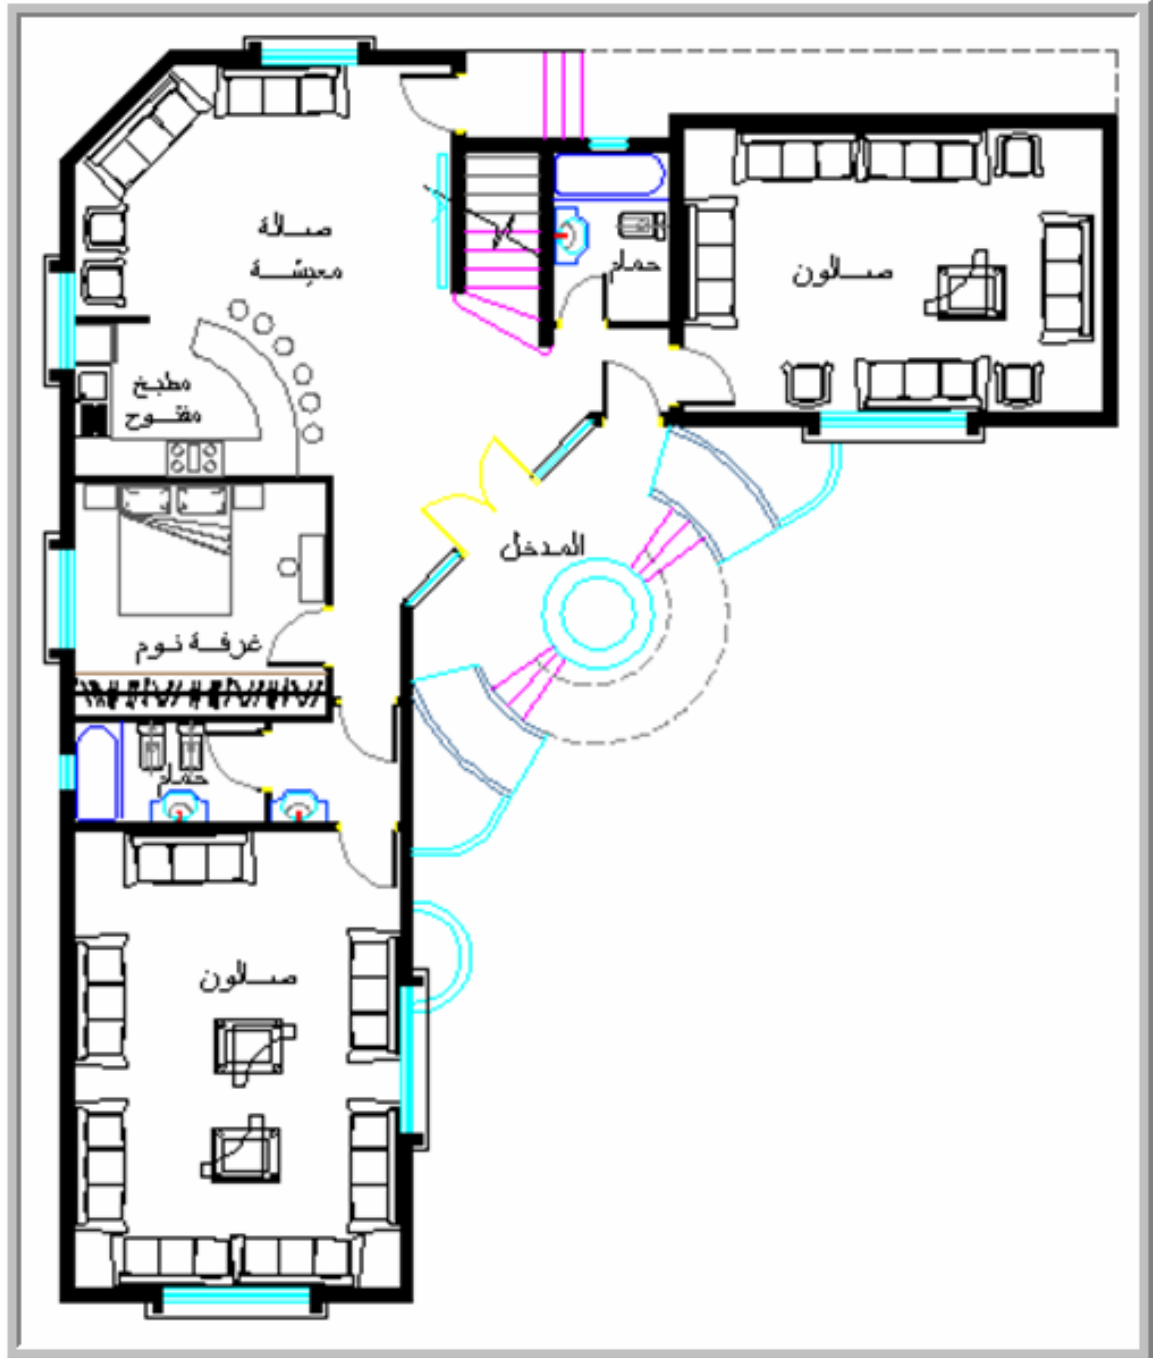 صالة
معيشة
حمام
صالون
مطبخ
مفتوح
المدخل
غرفة نوم
حمام
صالون